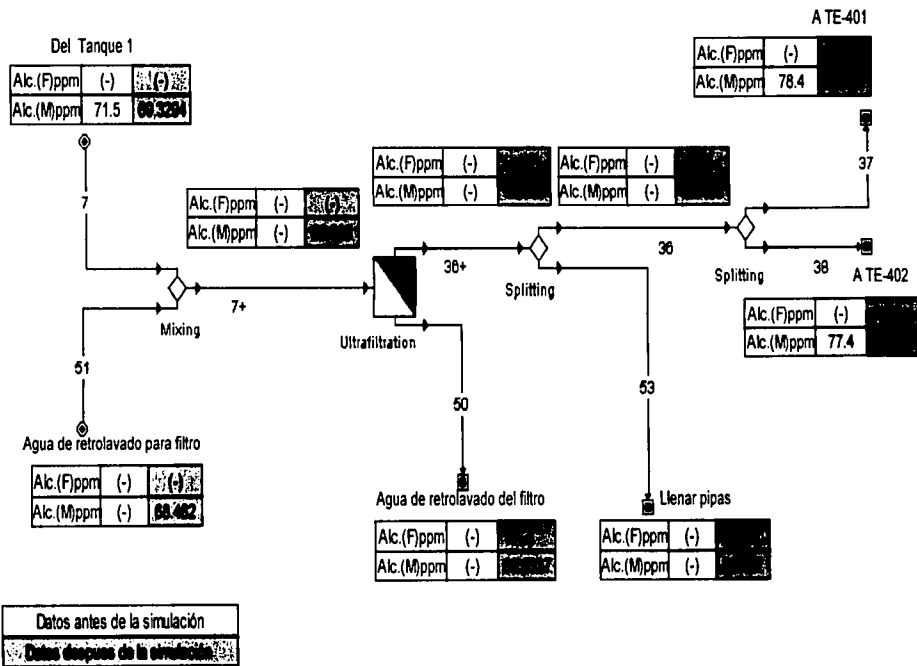 A TE-401
Alc.(F)ppm (-)
Alc.(M)ppm 78.4
Del Tanque 1
Alc.(F)ppm (-) (-)
Alc.(M)ppm 71.5 69.3294
37
7
Alc.(F)ppm (-)
Alc.(M)ppm (-)
Alc.(F)ppm (-)
Alc.(M)ppm (-)
Alc.(F)ppm (-) (-)
Alc.(M)ppm (-)
36+
36
38
A TE-402
Splitting
Splitting
7+
Mixing
Ultrafiltration
Alc.(F)ppm (-)
Alc.(M)ppm 77.4
51
50
53
Agua de retrolavado para filtro
Alc.(F)ppm (-) (-)
Alc.(M)ppm (-) 68.462
Agua de retrolavado del filtro
Alc.(F)ppm (-)
Alc.(M)ppm (-)
Llenar pipas
Alc.(F)ppm (-)
Alc.(M)ppm (-)
Datos antes de la simulación
Datos despues de la simulación